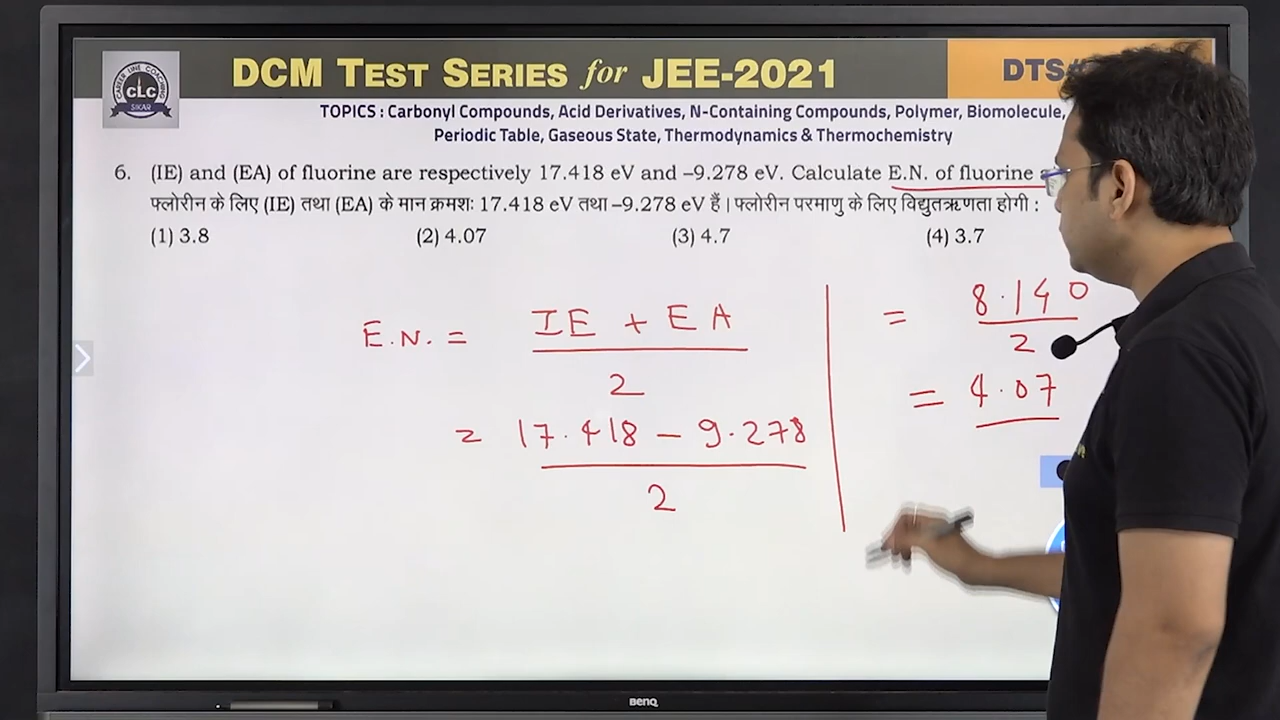 DCM TEST SERIES for JEE-2021
DTS
CAREER LINE COACHING
CLC
SIKAR
TOPICS : Carbonyl Compounds, Acid Derivatives, N-Containing Compounds, Polymer, Biomolecule,
Periodic Table, Gaseous State, Thermodynamics & Thermochemistry
6. (IE) and (EA) of fluorine are respectively 17.418 eV and –9.278 eV. Calculate E.N. of fluorine
फ्लोरीन के लिए (IE) तथा (EA) के मान क्रमशः 17.418 eV तथा –9.278 eV हैं। फ्लोरीन परमाणु के लिए विद्युतऋणता होगी :
(1) 3.8 (2) 4.07 (3) 4.7 (4) 3.7
E.N. = IE + EA / 2
= 17.418 – 9.278 / 2
= 8.140 / 2
= 4.07
BenQ